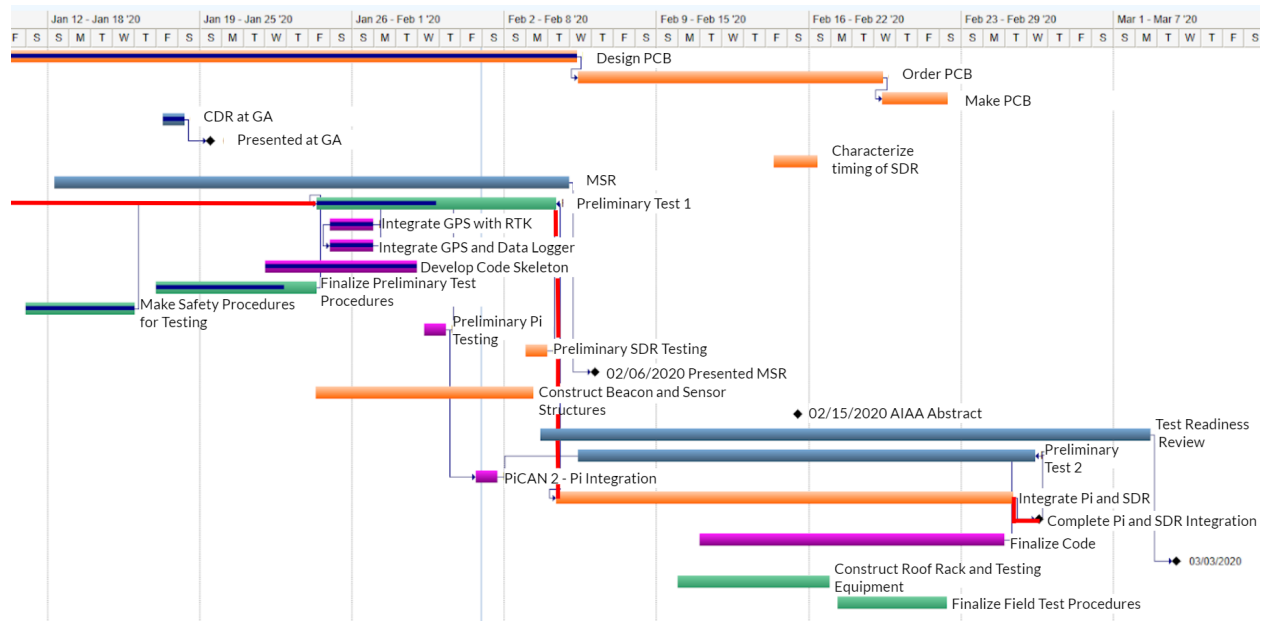 Jan 12 - Jan 18 '20 Jan 19 - Jan 25 '20 Jan 26 - Feb 1 '20 Feb 2 - Feb 8 '20 Feb 9 - Feb 15 '20 Feb 16 - Feb 22 '20 Feb 23 - Feb 29 '20 Mar 1 - Mar 7 '20
F S S M T W T F S S M T W T F S S M T W T F S S M T W T F S S M T W T F S S M T W T F S S M T W T F S S M T W T F S
Design PCB
Order PCB
Make PCB
CDR at GA
Presented at GA
Characterize
timing of SDR
MSR
Preliminary Test 1
Integrate GPS with RTK
Integrate GPS and Data Logger
Develop Code Skeleton
Finalize Preliminary Test
Procedures
Make Safety Procedures
for Testing
Preliminary Pi
Testing
Preliminary SDR Testing
02/06/2020 Presented MSR
Construct Beacon and Sensor
Structures
02/15/2020 AIAA Abstract
Test Readiness
Review
Preliminary
Test 2
PiCAN 2 - Pi Integration
Integrate Pi and SDR
Complete Pi and SDR Integration
Finalize Code
03/03/2020
Construct Roof Rack and Testing
Equipment
Finalize Field Test Procedures